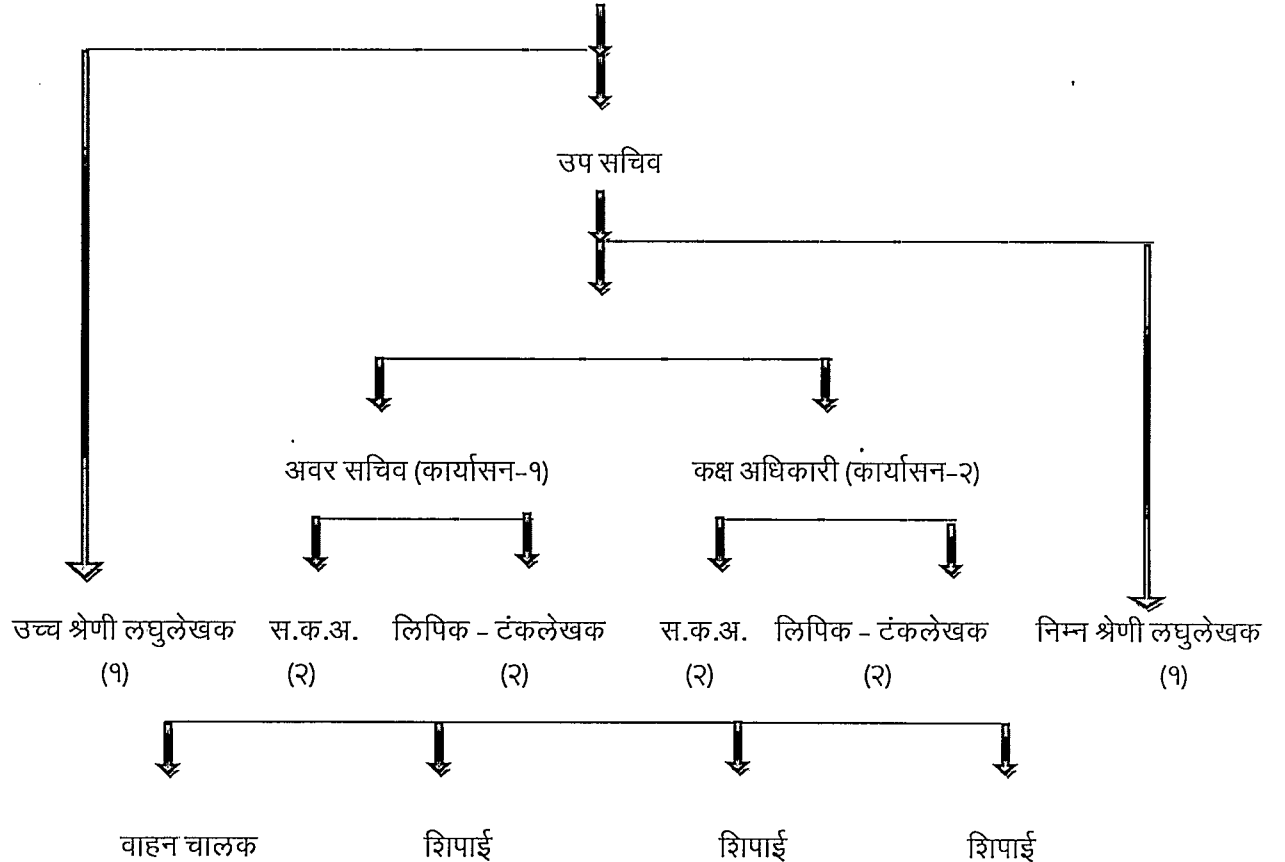 उप सचिव
अवर सचिव (कार्यासन-१) कक्ष अधिकारी (कार्यासन-२)
उच्च श्रेणी लघुलेखक स.क.अ. लिपिक - टंकलेखक स.क.अ. लिपिक - टंकलेखक निम्न श्रेणी लघुलेखक
(१) (२) (२) (२) (२) (१)
वाहन चालक शिपाई शिपाई शिपाई